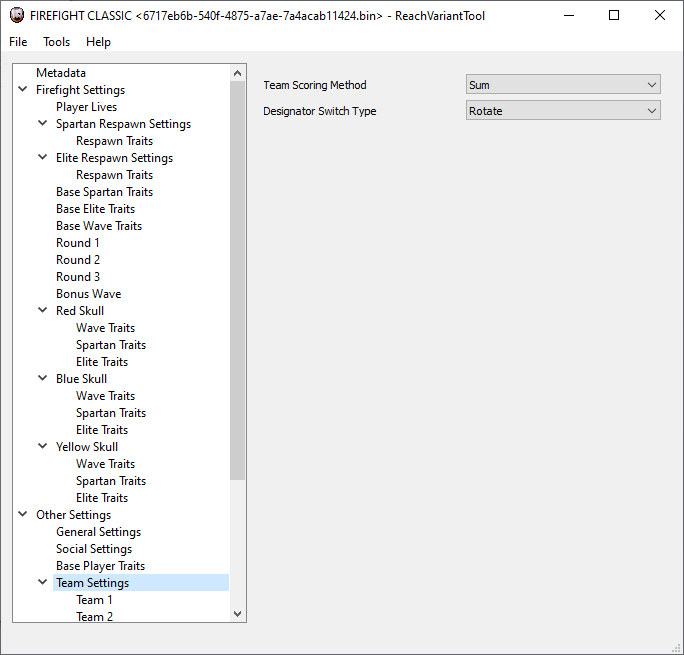 FIREFIGHT CLASSIC <6717eb6b-540f-4875-a7ae-7a4acab11424.bin> - ReachVariantTool
File Tools Help
Metadata
Firefight Settings
Player Lives
Spartan Respawn Settings
Respawn Traits
Elite Respawn Settings
Respawn Traits
Base Spartan Traits
Base Elite Traits
Base Wave Traits
Round 1
Round 2
Round 3
Bonus Wave
Red Skull
Wave Traits
Spartan Traits
Elite Traits
Blue Skull
Wave Traits
Spartan Traits
Elite Traits
Yellow Skull
Wave Traits
Spartan Traits
Elite Traits
Other Settings
General Settings
Social Settings
Base Player Traits
Team Settings
Team 1
Team 2
Team Scoring Method Sum
Designator Switch Type Rotate